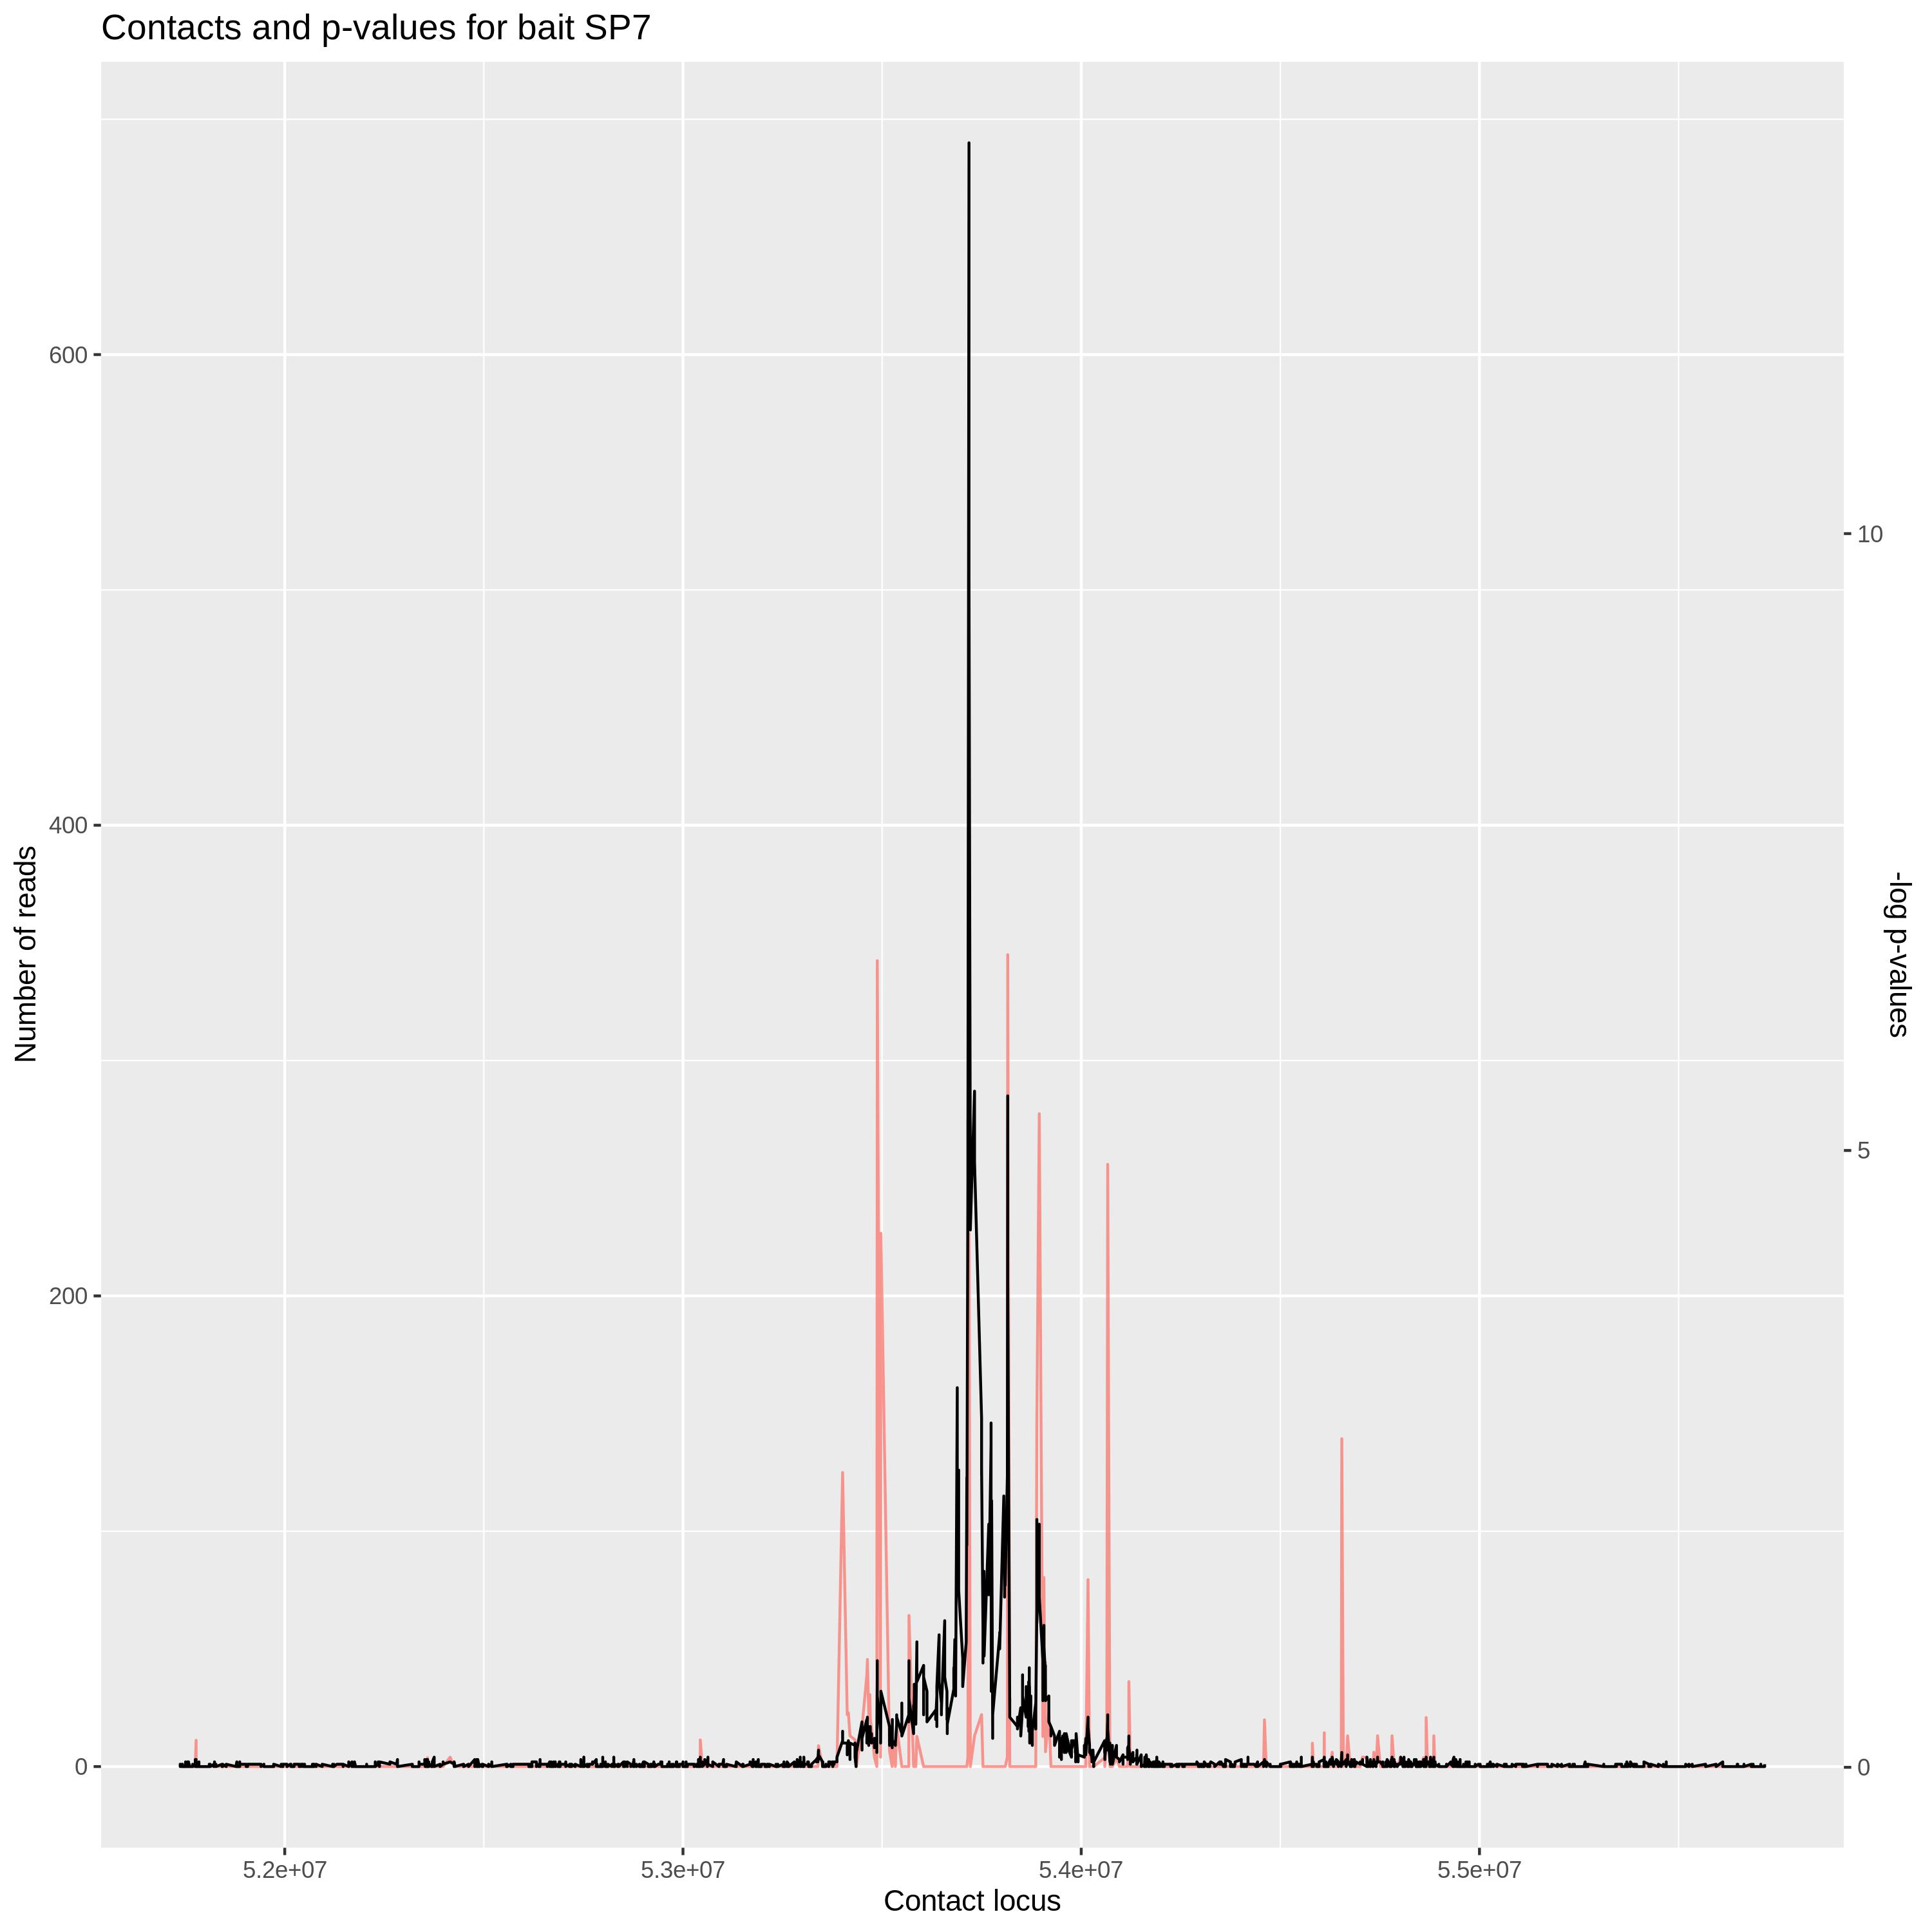 Contacts and p-values for bait SP7
600
400
200
0
Number of reads
10
5
0
-log p-values
5.2e+07
5.3e+07
5.4e+07
5.5e+07
Contact locus